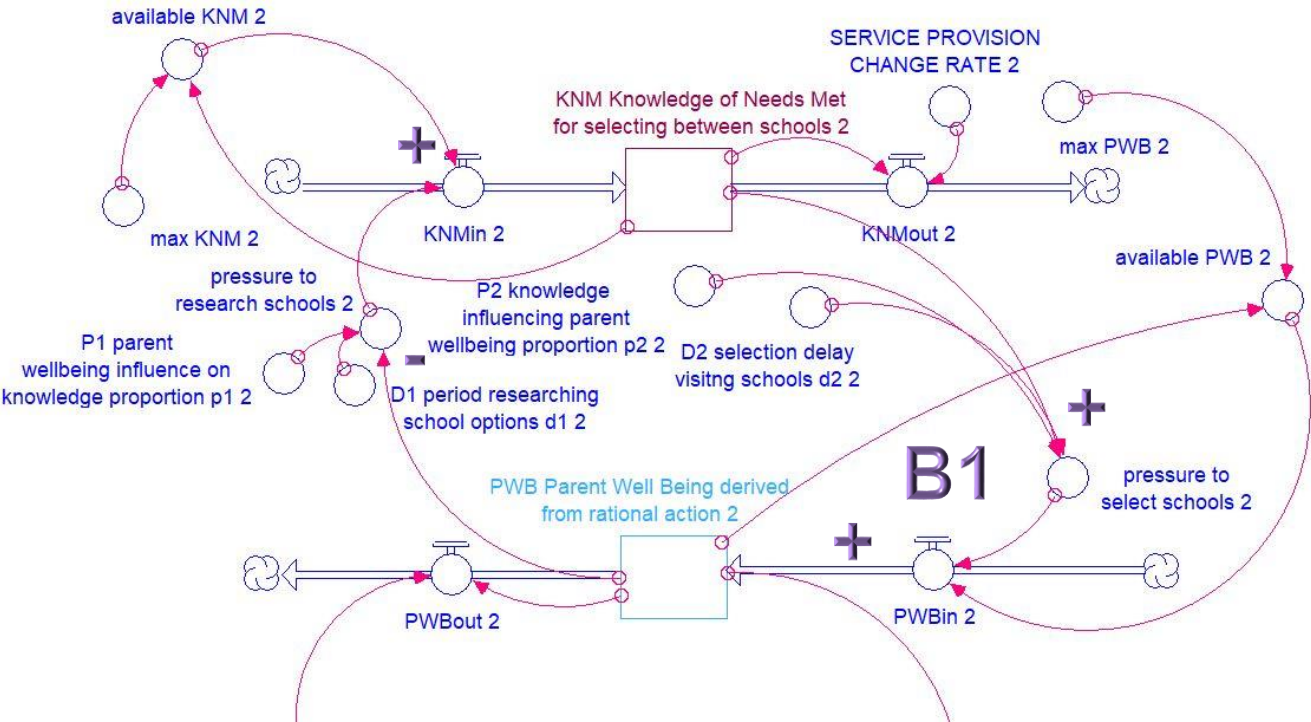 available KNM 2
SERVICE PROVISION
CHANGE RATE 2
KNM Knowledge of Needs Met
for selecting between schools 2
+
max PWB 2
max KNM 2
KNMin 2
KNMout 2
available PWB 2
pressure to
research schools 2
P2 knowledge
influencing parent
wellbeing proportion p2 2
P1 parent
wellbeing influence on
knowledge proportion p1 2
-
D2 selection delay
visitng schools d2 2
D1 period researching
school options d1 2
+
B1
pressure to
select schools 2
PWB Parent Well Being derived
from rational action 2
+
PWBout 2
PWBin 2